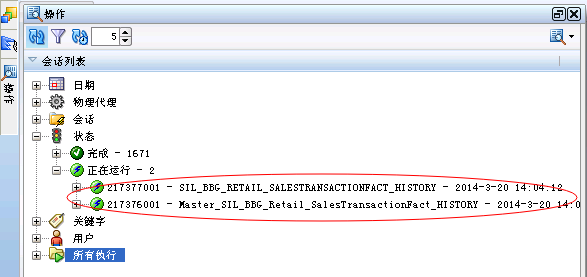 操作
5
会话列表
操作
日期
物理代理
会话
状态
完成 - 1671
正在运行 - 2
217377001 - SIL_BBG_RETAIL_SALESTRANSACTIONFACT_HISTORY - 2014-3-20 14:04:12
217376001 - Master_SIL_BBG_Retail_SalesTransactionFact_HISTORY - 2014-3-20 14:0
关键字
用户
所有执行